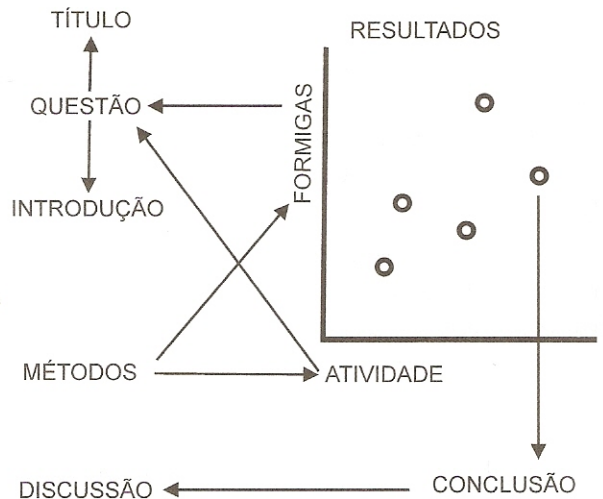 TÍTULO
RESULTADOS
QUESTÃO
FORMIGAS
INTRODUÇÃO
MÉTODOS
ATIVIDADE
DISCUSSÃO
CONCLUSÃO